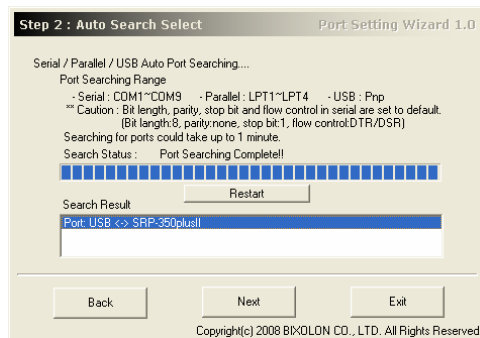 Step 2 : Auto Search Select Port Setting Wizard 1.0
Serial / Parallel / USB Auto Port Searching....
Port Searching Range
- Serial : COM1~COM9 - Parallel : LPT1~LPT4 - USB : Pnp
** Caution : Bit length, parity, stop bit and flow control in serial are set to default.
(Bit length:8, parity:none, stop bit:1, flow control:DTR/DSR)
Searching for ports could take up to 1 minute.
Search Status : Port Searching Complete!!
Restart
Search Result
Port: USB <-> SRP-350plusII
Back Next Exit
Copyright(c) 2008 BIXOLON CO., LTD. All Rights Reserved